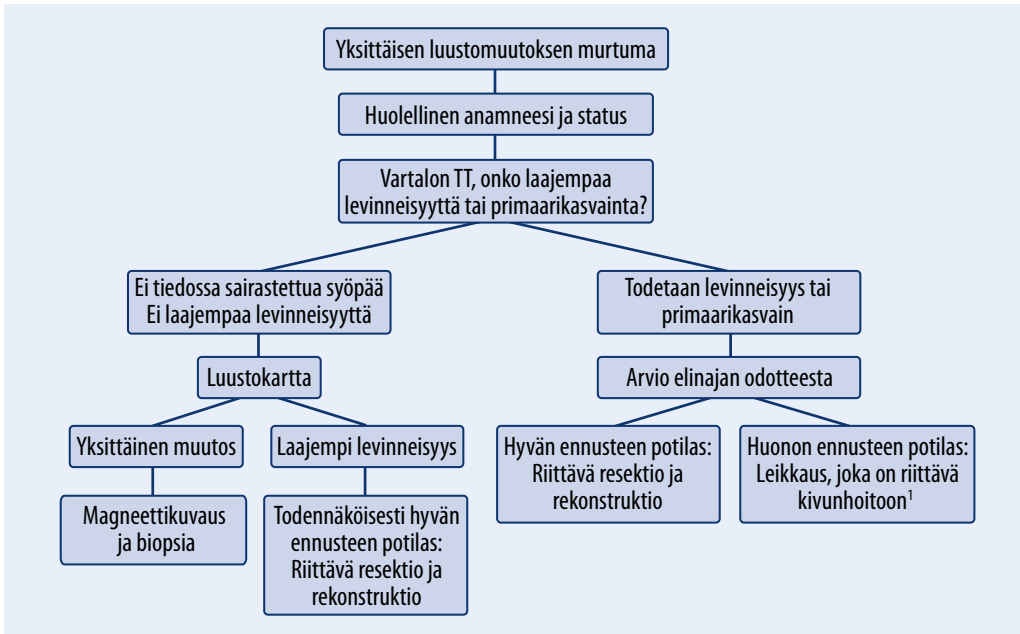 Yksittäisen luustomuutoksen murtuma
Huolellinen anamneesi ja status
Vartalon TT, onko laajempaa
levinneisyyttä tai primaarikasvainta?
Ei tiedossa sairastettua syöpää
Ei laajempaa levinneisyyttä
Todetaan levinneisyys tai
primaarikasvain
Luustokartta
Arvio elinajan odotteesta
Yksittäinen muutos
Laajempi levinneisyys
Hyvän ennusteen potilas:
Riittävä resektio ja
rekonstruktio
Huonon ennusteen potilas:
Leikkaus, joka on riittävä
kivunhoitoon¹
Magneettikuvaus
ja biopsia
Todennäköisesti hyvän
ennusteen potilas:
Riittävä resektio ja
rekonstruktio